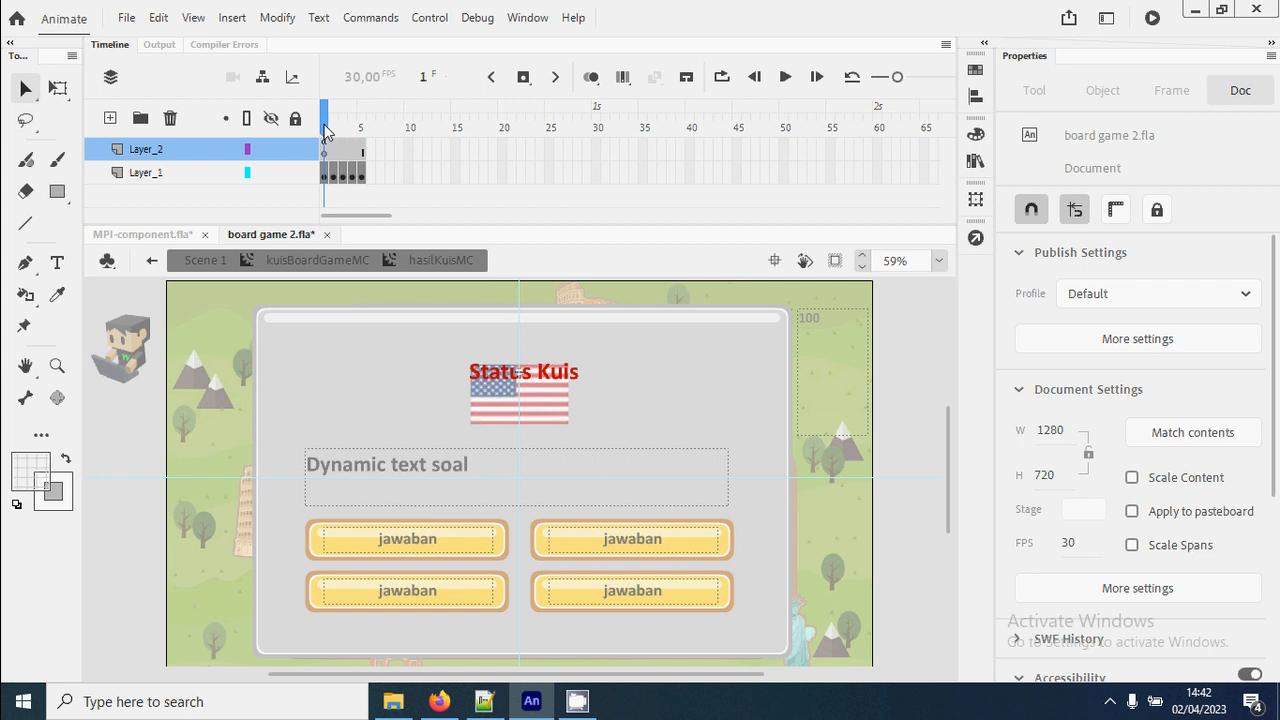 Animate File Edit View Insert Modify Text Commands Control Debug Window Help
To... Timeline Output Compiler Errors Properties
30,00 FPS 1 F
Tool Object Frame Doc
1s 2s
5 10 15 20 25 30 35 40 45 50 55 60 65
An board game 2.fla
Layer_2
Document
Layer_1
MPI-component.fla* board game 2.fla*
Scene 1 kuisBoardGameMC hasilKuisMC 59%
Publish Settings
Profile Default
More settings
Document Settings
W 1280 Match contents
H 720 Scale Content
Stage Apply to pasteboard
FPS 30 Scale Spans
More settings
SWF History
Accessibility
100
Status Kuis
Dynamic text soal
jawaban jawaban
jawaban jawaban
W
Activate Windows
Go to Settings to activate Windows.
Type here to search An 14:42
02/04/2023 4